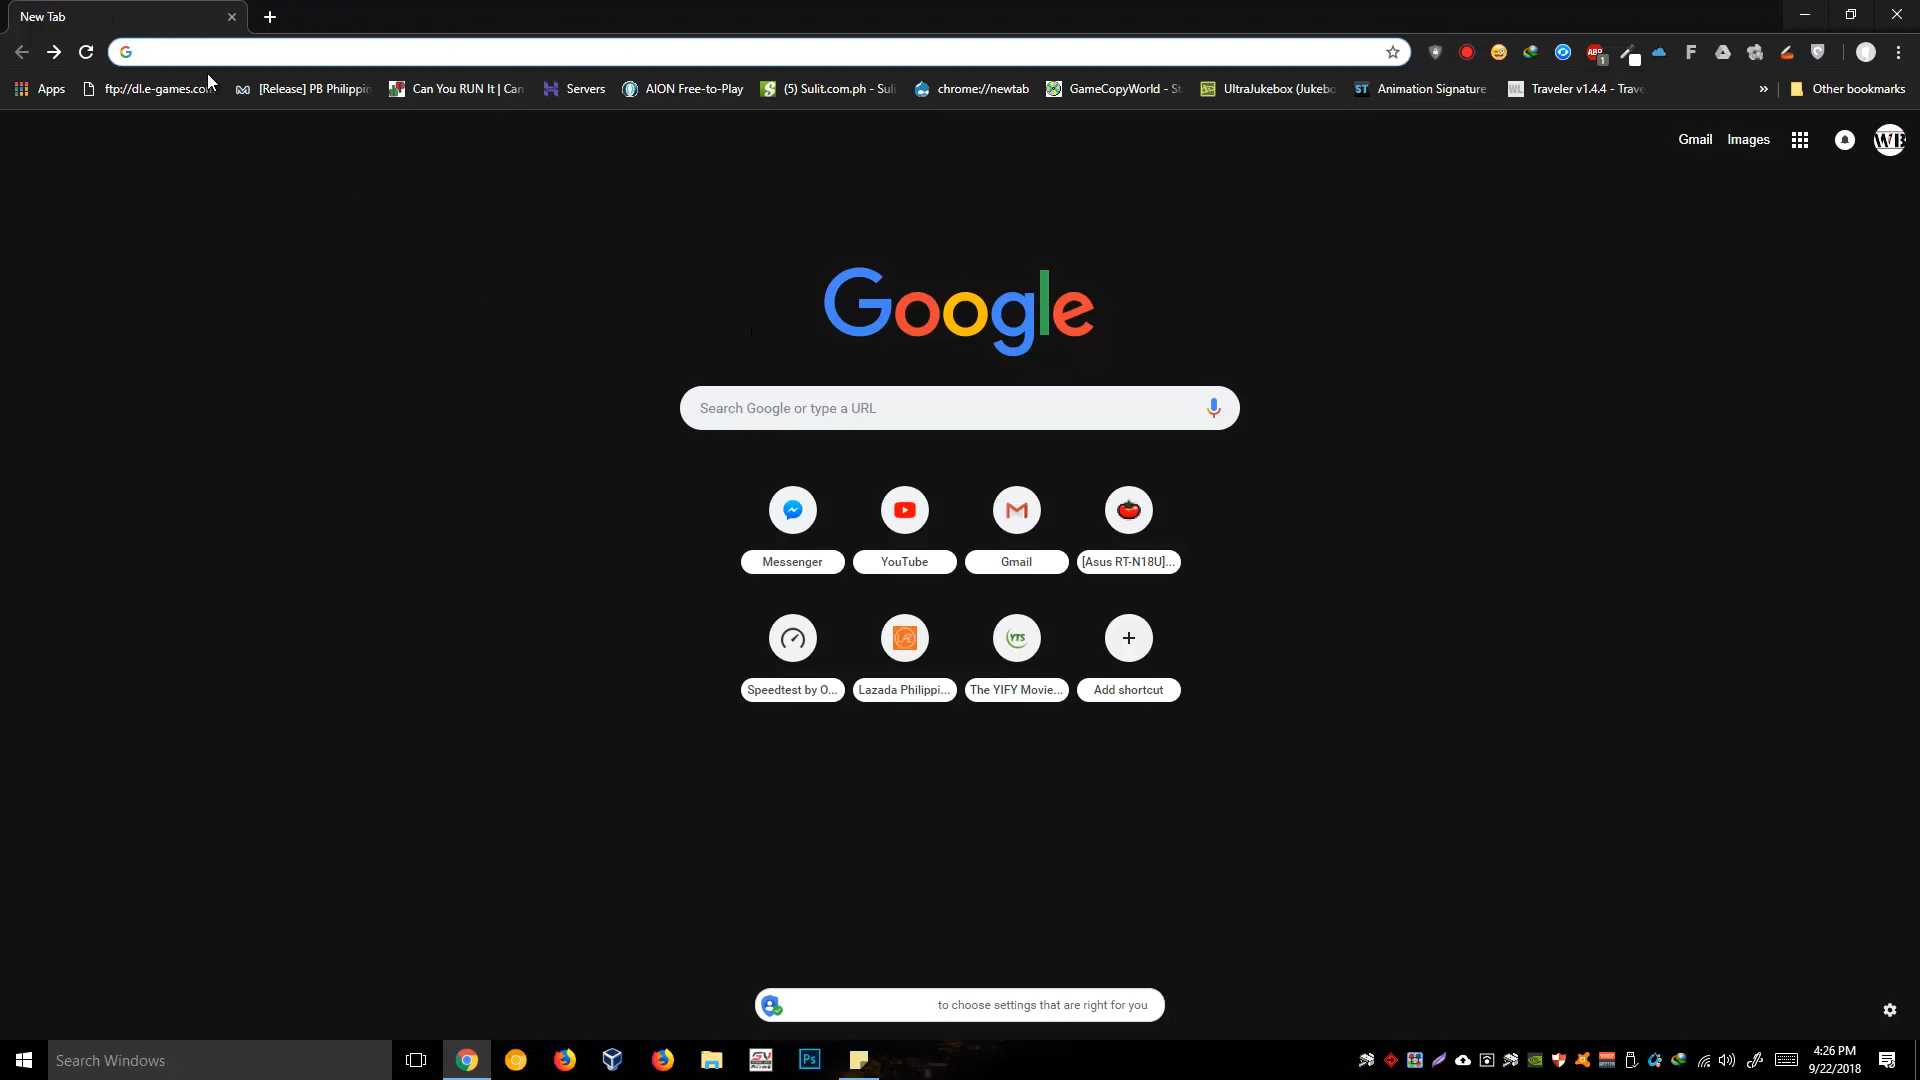 New Tab
Apps
ftp://dl.e-games.com
[Release] PB Philippin
Can You RUN It | Can
Servers
AION Free-to-Play
(5) Sulit.com.ph - Suli
chrome://newtab
GameCopyWorld - St
UltraJukebox (Jukebo
Animation Signature
Traveler v1.4.4 - Trave
Other bookmarks
Gmail
Images
WE
Google
Search Google or type a URL
Messenger
YouTube
Gmail
[Asus RT-N18U]...
YTS
Speedtest by O...
Lazada Philippi...
The YIFY Movie...
Add shortcut
to choose settings that are right for you
Search Windows
Ps
4:26 PM
9/22/2018